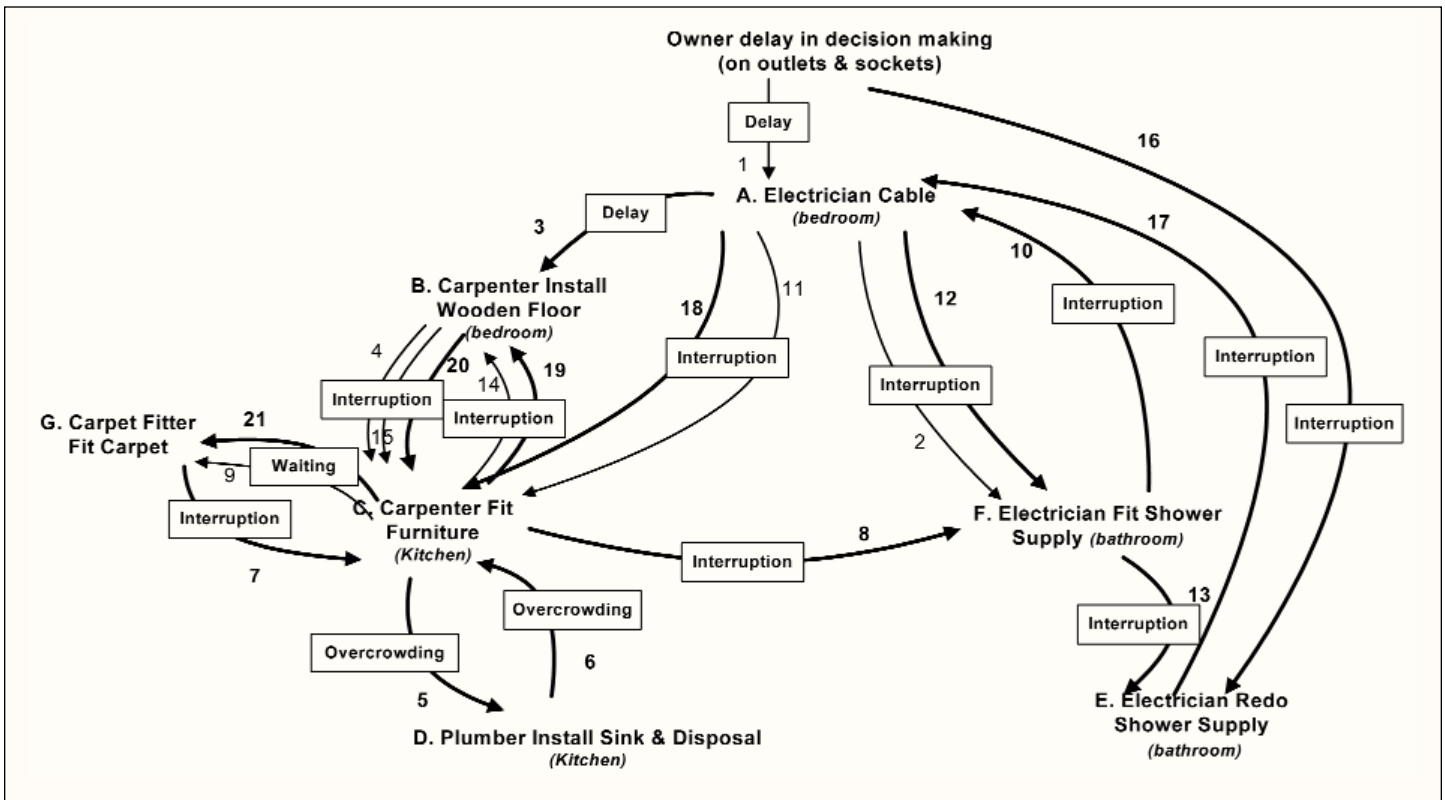 Owner delay in decision making
(on outlets & sockets)
Delay
16
1
A. Electrician Cable
(bedroom)
Delay
3
17
10
B. Carpenter Install
Wooden Floor
(bedroom)
18
11
12
Interruption
4
20
14
19
Interruption
Interruption
Interruption
Interruption
Interruption
G. Carpet Fitter
Fit Carpet
21
15
Interruption
2
Waiting
9
Interruption
C. Carpenter Fit
Furniture
(Kitchen)
F. Electrician Fit Shower
Supply (bathroom)
8
Interruption
7
Overcrowding
13
Interruption
Overcrowding
6
5
E. Electrician Redo
Shower Supply
(bathroom)
D. Plumber Install Sink & Disposal
(Kitchen)